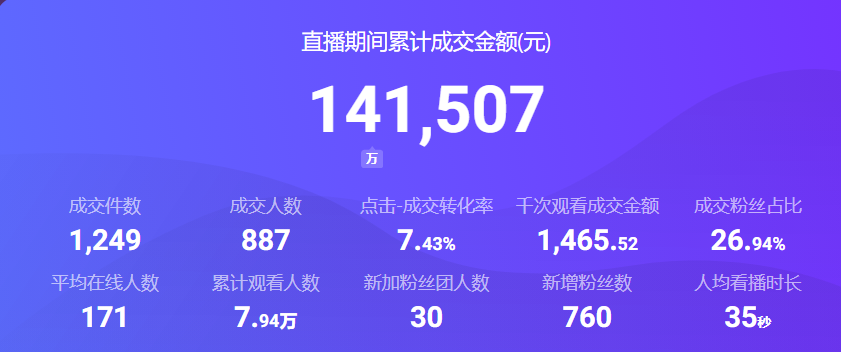 直播期间累计成交金额(元)
141,507
万
成交件数 成交人数 点击-成交转化率 千次观看成交金额 成交粉丝占比
1,249 887 7.43% 1,465.52 26.94%
平均在线人数 累计观看人数 新加粉丝团人数 新增粉丝数 人均看播时长
171 7.94万 30 760 35秒